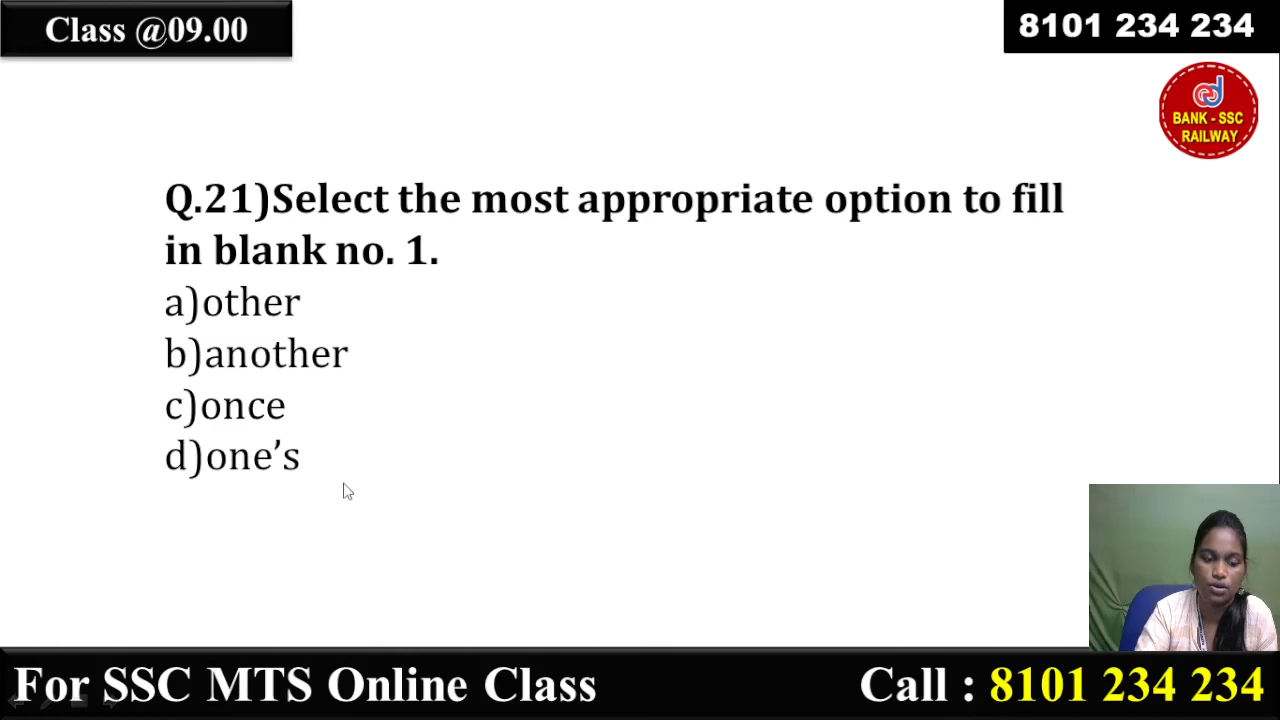 Class @09.00
8101 234 234
BANK - SSC
RAILWAY
Q.21)Select the most appropriate option to fill
in blank no. 1.
a)other
b)another
c)once
d)one’s
For SSC MTS Online Class
Call : 8101 234 234